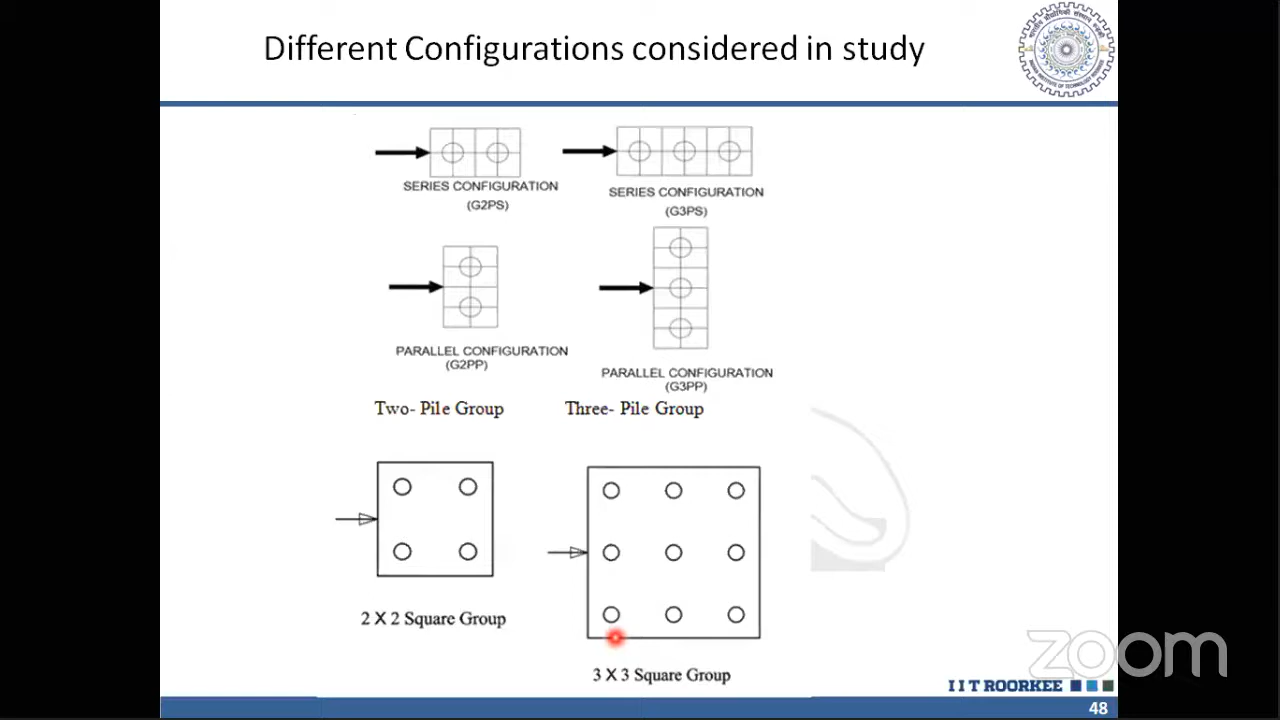 Different Configurations considered in study
SERIES CONFIGURATION
(G2PS)
SERIES CONFIGURATION
(G3PS)
PARALLEL CONFIGURATION
(G2PP)
PARALLEL CONFIGURATION
(G3PP)
Two- Pile Group
Three- Pile Group
2 X 2 Square Group
3 X 3 Square Group
zoom
I I T ROORKEE
48